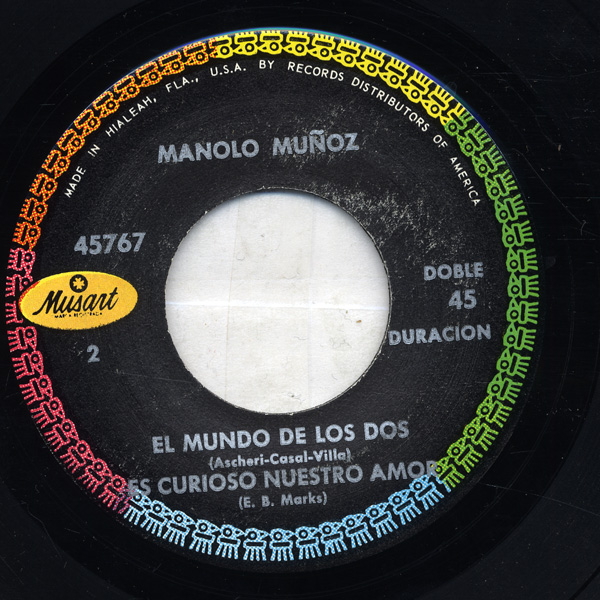 MADE IN HIALEAH, FLA., U.S.A. BY RECORDS DISTRIBUTORS OF AMERICA
MANOLO MUÑOZ
45767
DOBLE
45
DURACION
Musart
2
EL MUNDO DE LOS DOS
(Ascheri-Casal-Villa)
ES CURIOSO NUESTRO AMOR
(E. B. Marks)